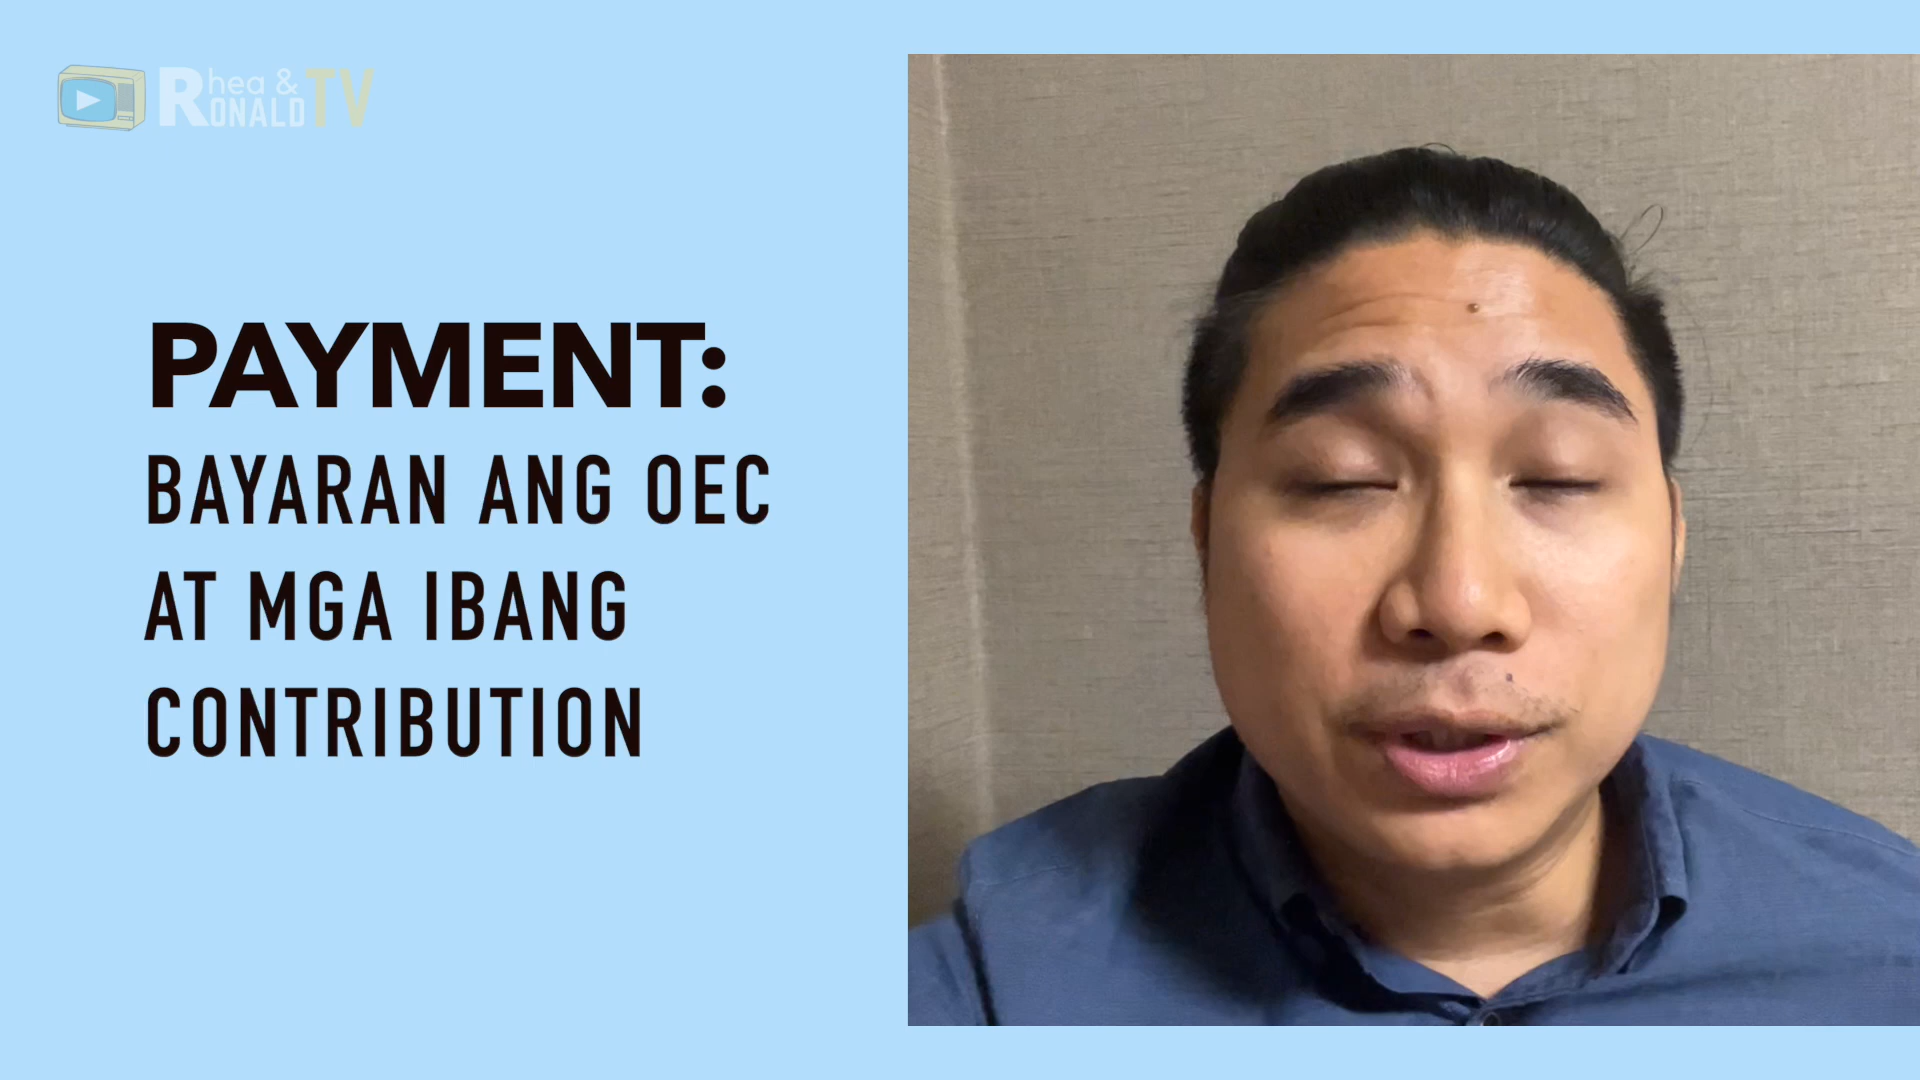 Rhea &
RONALD TV
PAYMENT:
BAYARAN ANG OEC
AT MGA IBANG
CONTRIBUTION